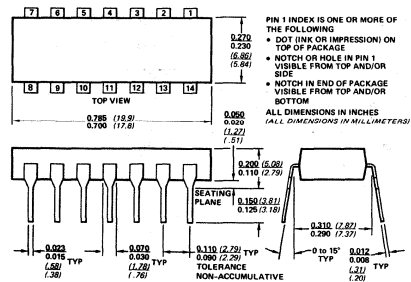 7 6 5 4 3 2 1
8 9 10 11 12 13 14
TOP VIEW
0.785 (19.9)
0.700 (17.8)
0.270
0.230
(6.86)
(5.84)
PIN 1 INDEX IS ONE OR MORE OF
THE FOLLOWING
• DOT (INK OR IMPRESSION) ON
TOP OF PACKAGE
• NOTCH OR HOLE IN PIN 1
VISIBLE FROM TOP AND/OR
SIDE
• NOTCH IN END OF PACKAGE
VISIBLE FROM TOP AND/OR
BOTTOM
ALL DIMENSIONS IN INCHES
(ALL DIMENSIONS IN MILLIMETERS)
0.050
0.020
(1.27)
(.51)
0.200 (5.08)
0.110 (2.79)
SEATING
PLANE
0.150 (3.81)
0.125 (3.18)
0.310 (7.87)
0.290 (7.37)
0.023
0.015 TYP
(.58)
(.38)
0.070
0.030 TYP
(1.78)
(.76)
0.110 (2.79)
0.090 (2.29) TYP
TOLERANCE
NON-ACCUMULATIVE
0 to 15°
TYP
0.012
0.008 TYP
(.31)
(.20)